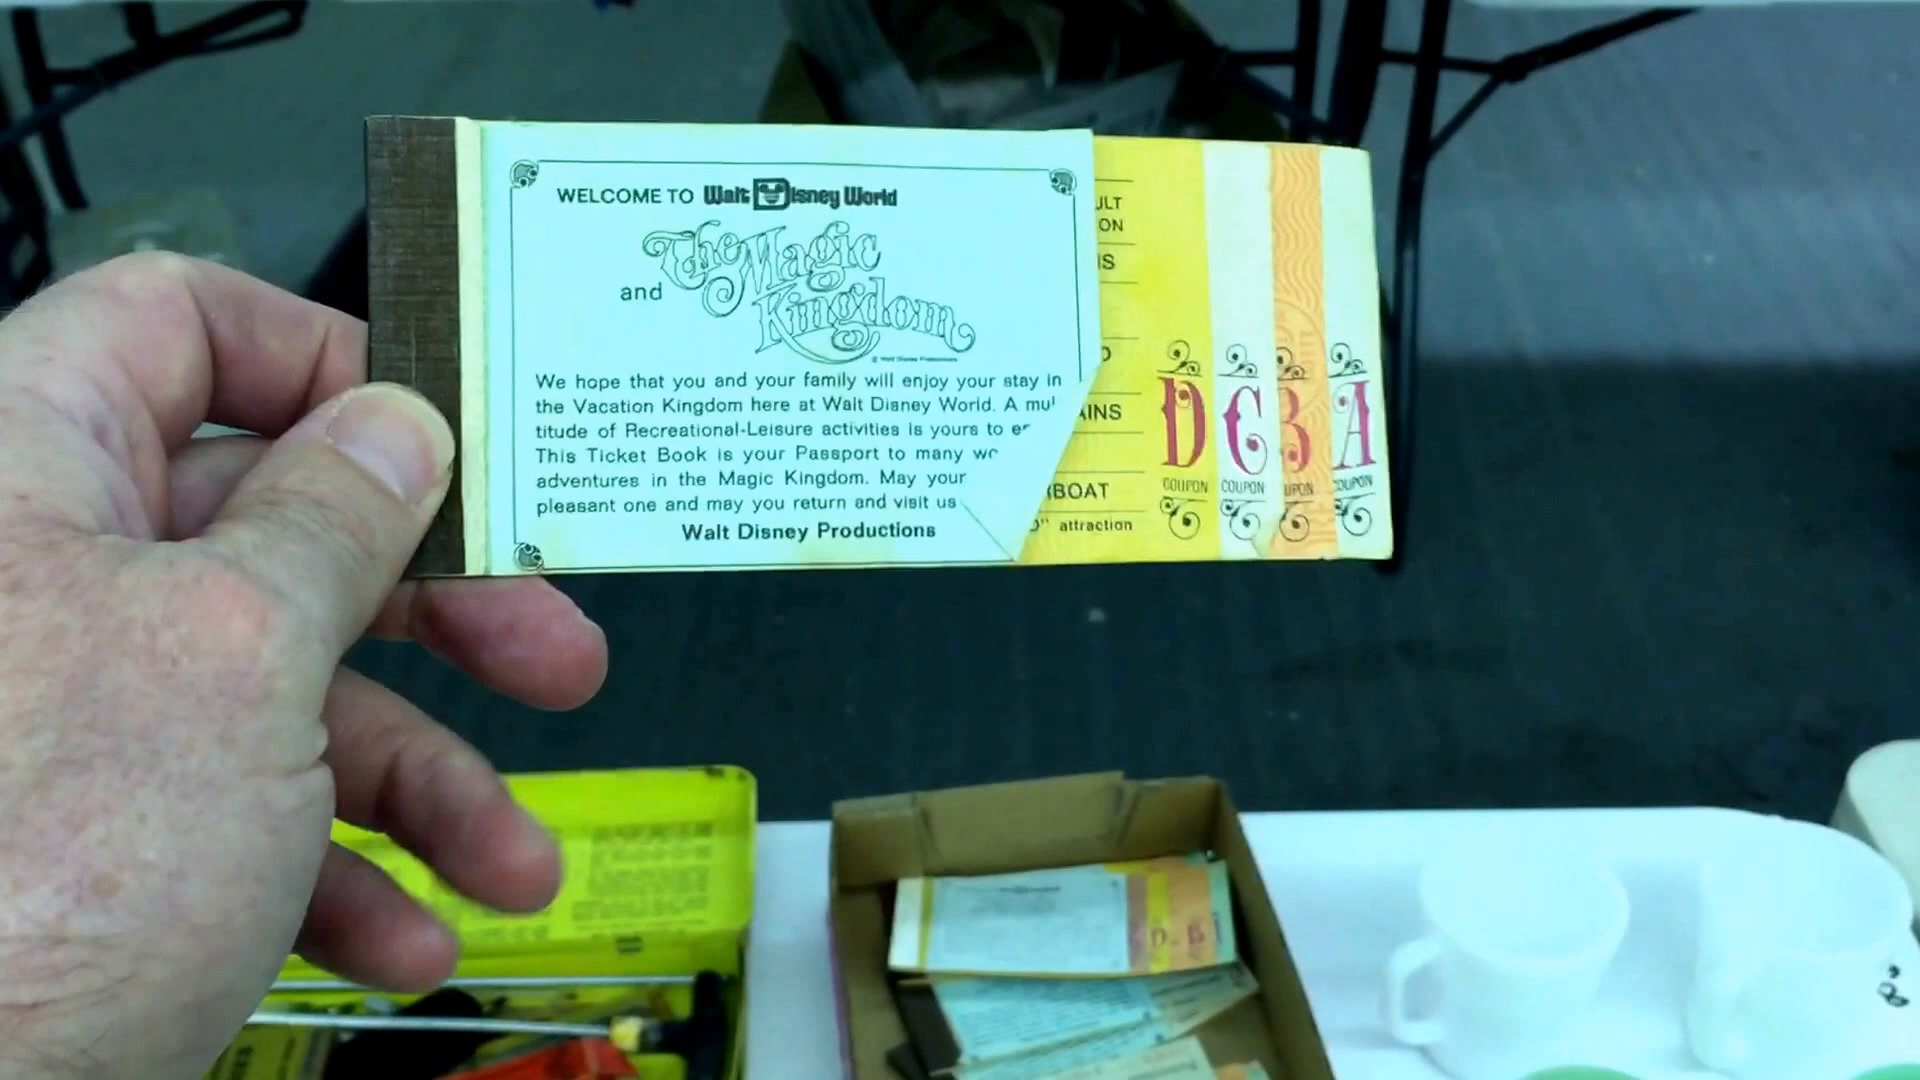 WELCOME TO Walt Disney World
and The Magic Kingdom
© Walt Disney Productions
We hope that you and your family will enjoy your stay in
the Vacation Kingdom here at Walt Disney World. A mul
titude of Recreational-Leisure activities is yours to
This Ticket Book is your Passport to many
adventures in the Magic Kingdom. May your
pleasant one and may you return and visit us
Walt Disney Productions
ULT
ON
IS
D
AINS
BOAT
D" attraction
D C B A
COUPON COUPON UPON COUPON
D B